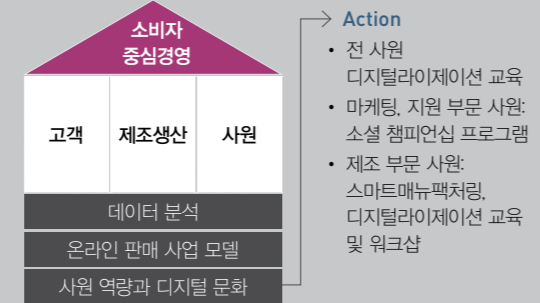 소비자
중심경영
고객
제조생산
사원
데이터 분석
온라인 판매 사업 모델
사원 역량과 디지털 문화
Action
• 전 사원
디지털라이제이션 교육
• 마케팅, 지원 부문 사원:
소셜 챔피언십 프로그램
• 제조 부문 사원:
스마트매뉴팩처링,
디지털라이제이션 교육
및 워크샵